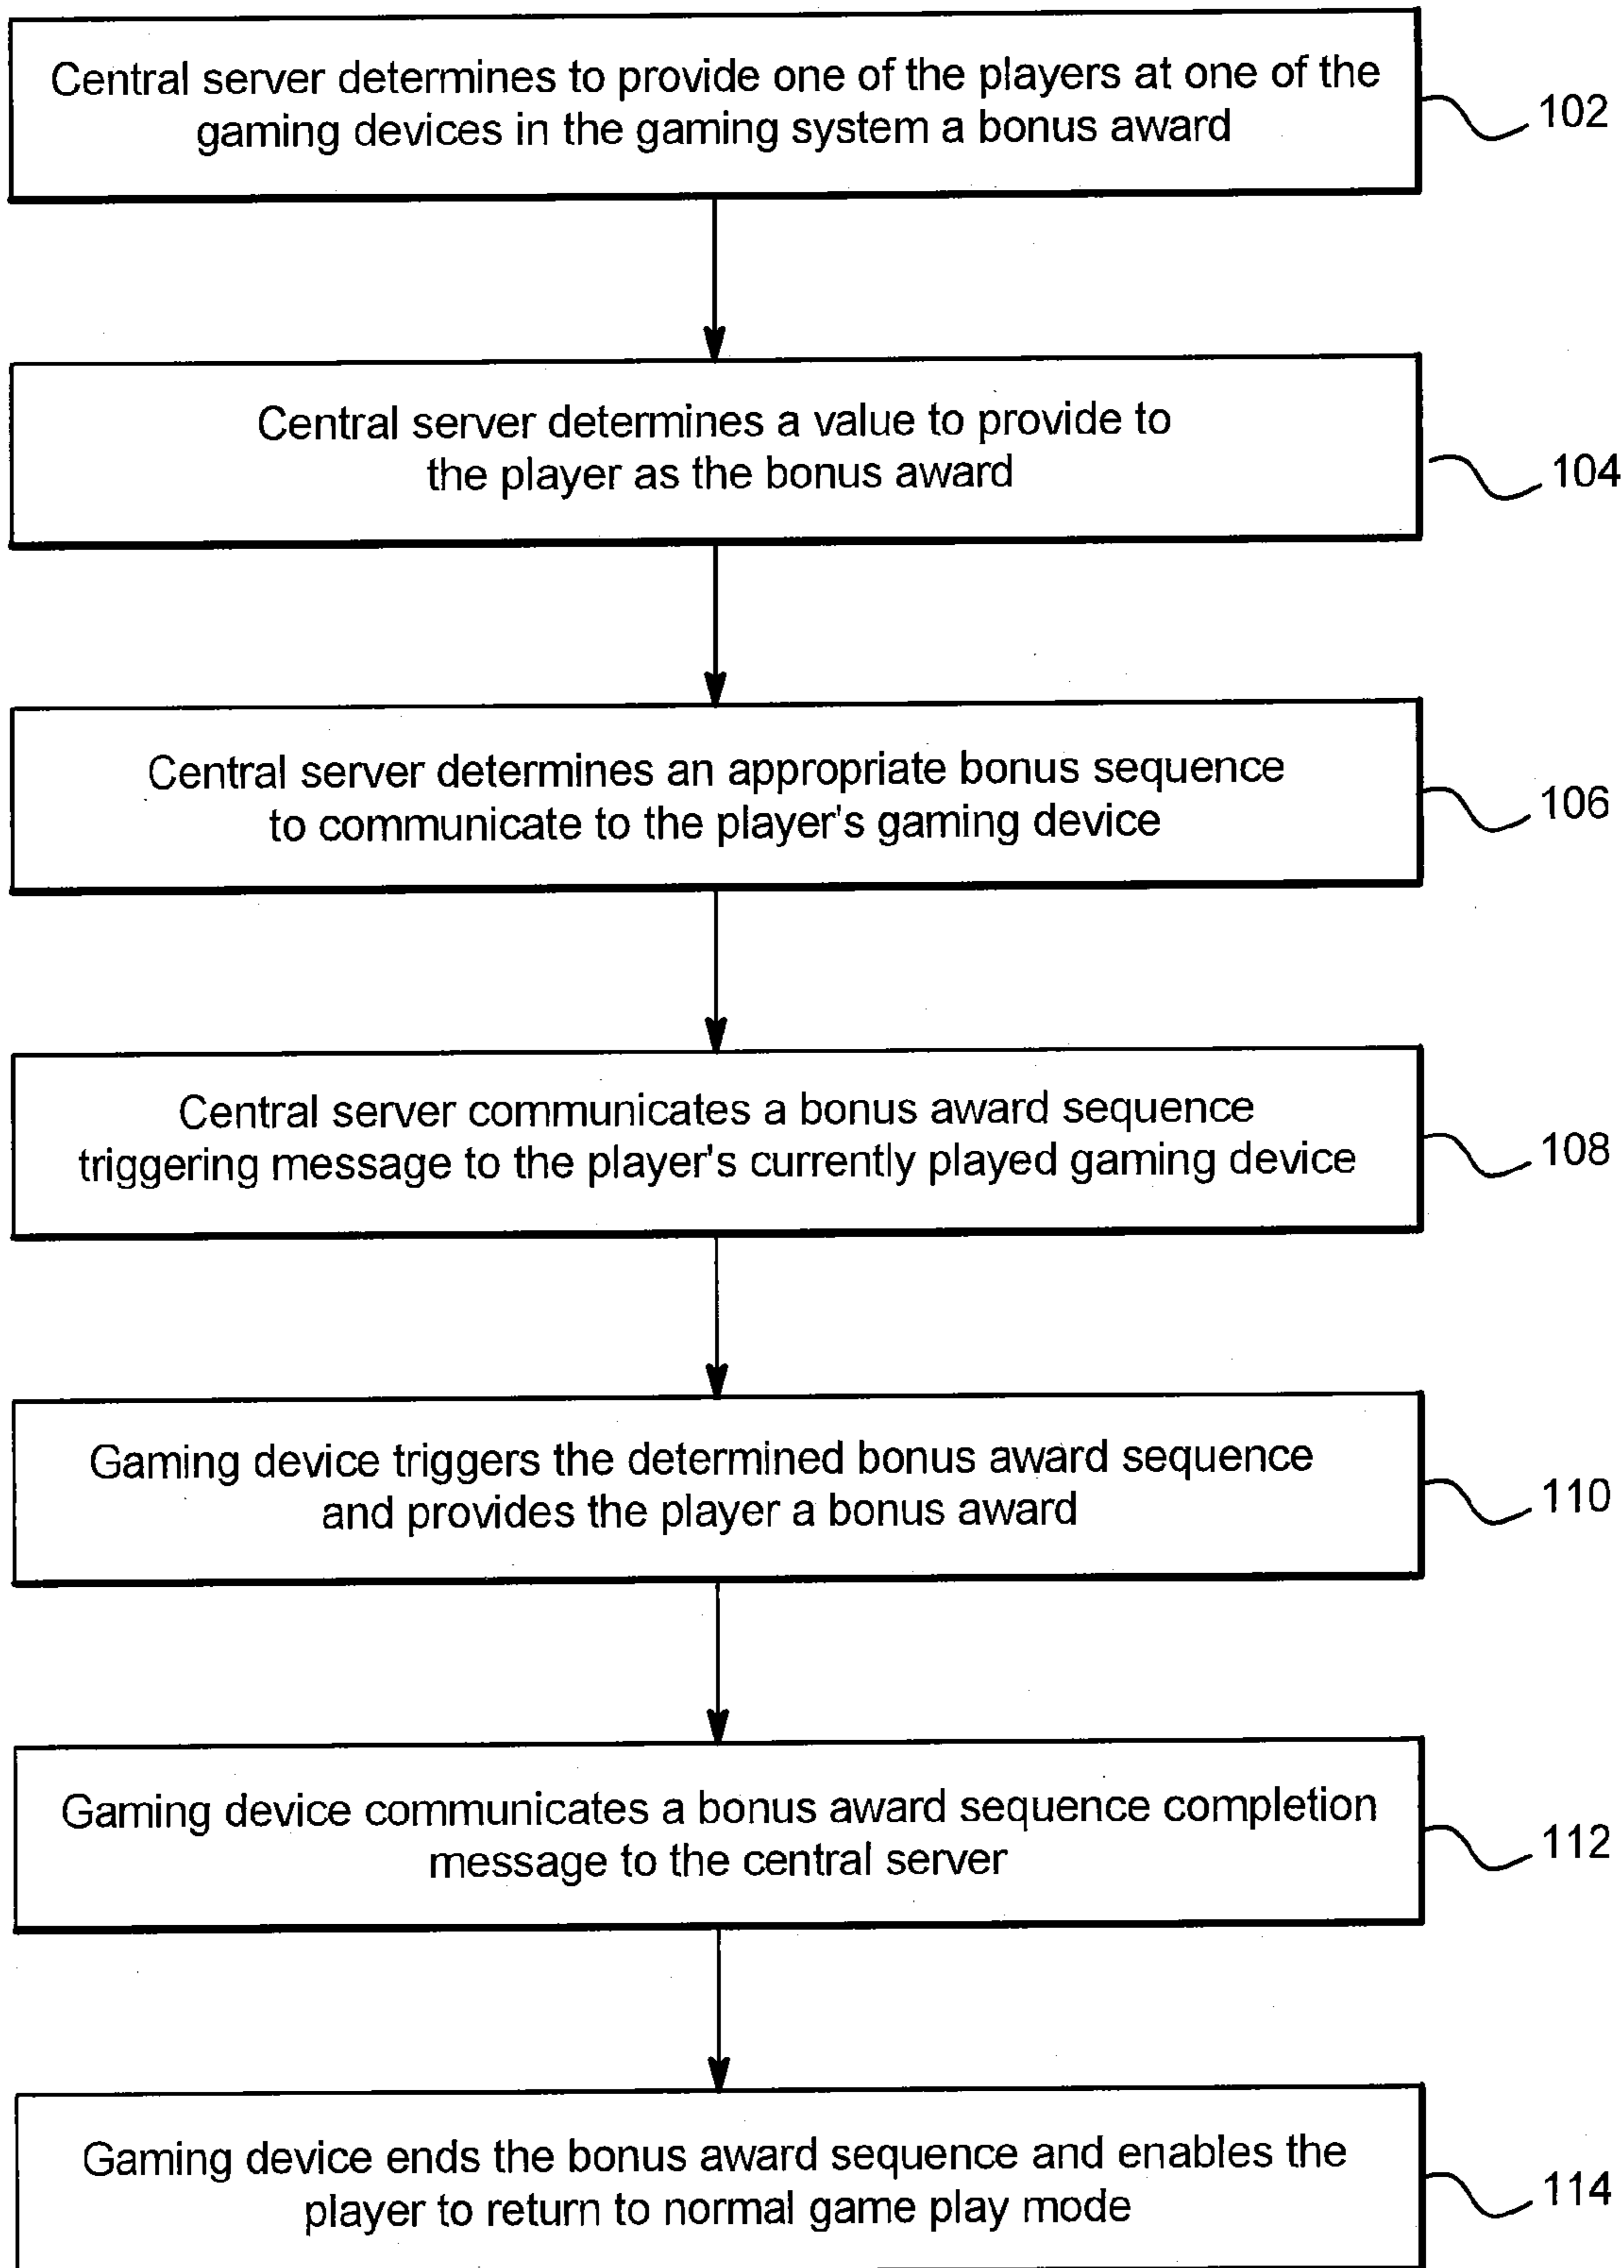 Central server determines to provide one of the players at one of the
gaming devices in the gaming system a bonus award
102
Central server determines a value to provide to
the player as the bonus award
104
Central server determines an appropriate bonus sequence
to communicate to the player's gaming device
106
Central server communicates a bonus award sequence
triggering message to the player's currently played gaming device
108
Gaming device triggers the determined bonus award sequence
and provides the player a bonus award
110
Gaming device communicates a bonus award sequence completion
message to the central server
112
Gaming device ends the bonus award sequence and enables the
player to return to normal game play mode
114